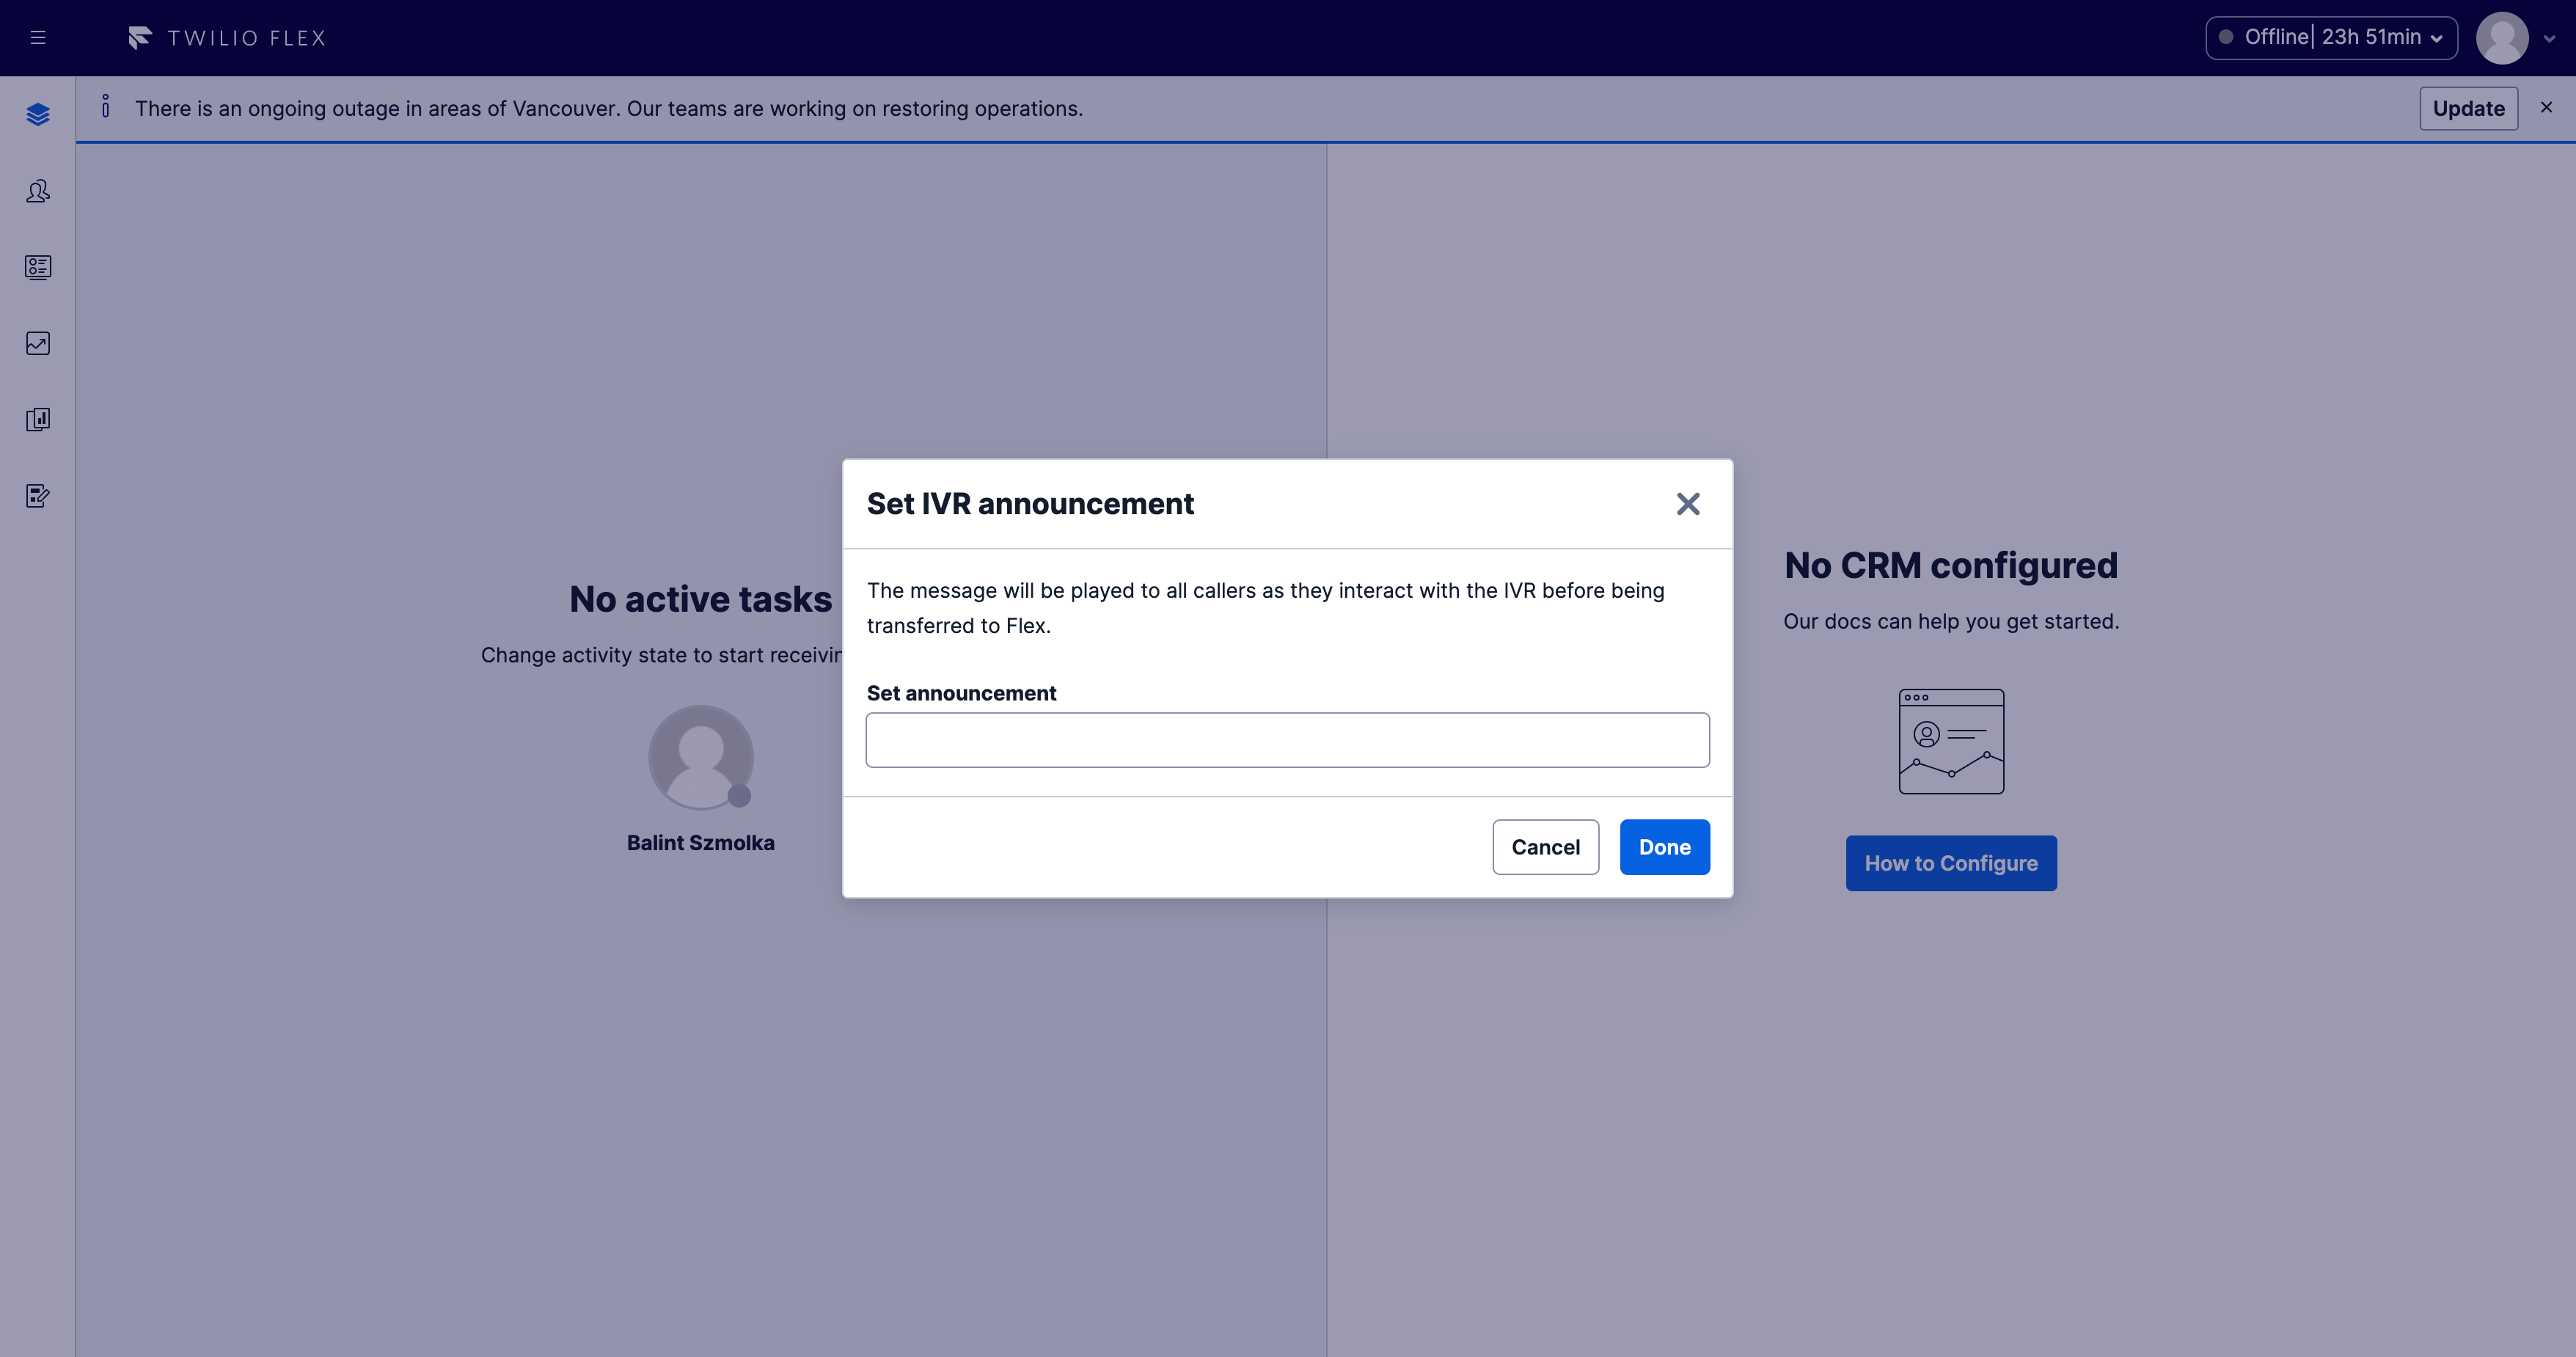 TWILIO FLEX
Offline| 23h 51min
There is an ongoing outage in areas of Vancouver. Our teams are working on restoring operations.
Update
No active tasks
Change activity state to start
Balint Szmolka
Set IVR announcement
The message will be played to all callers as they interact with the IVR before being
transferred to Flex.
Set announcement
Cancel
Done
No CRM configured
Our docs can help you get started.
How to Configure